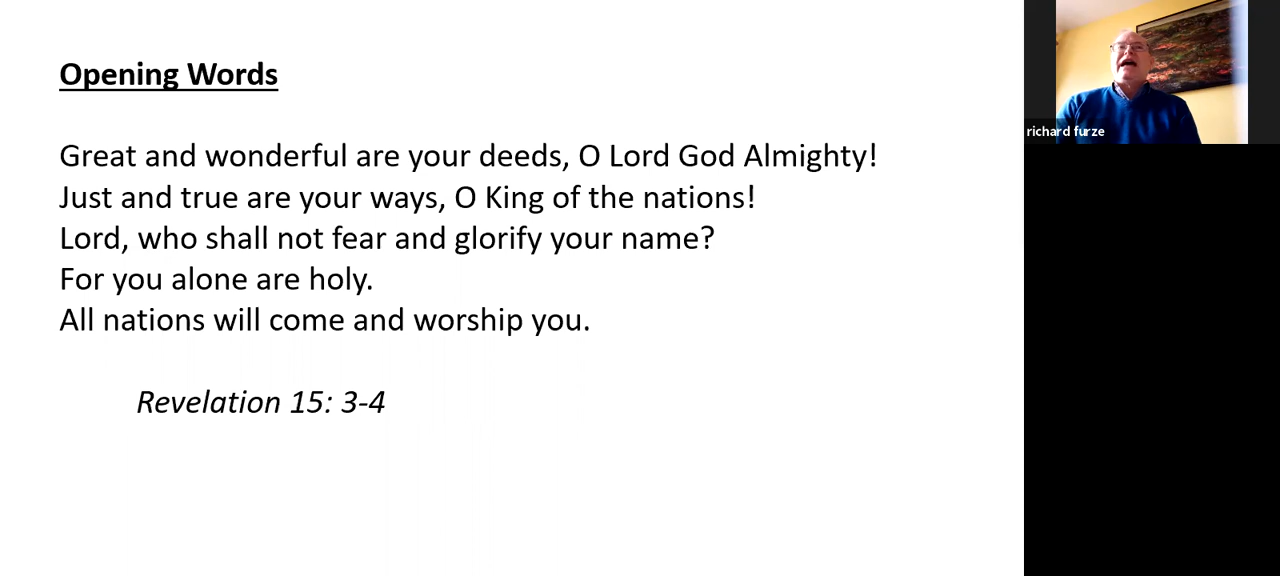 Opening Words
Great and wonderful are your deeds, O Lord God Almighty!
Just and true are your ways, O King of the nations!
Lord, who shall not fear and glorify your name?
For you alone are holy.
All nations will come and worship you.
Revelation 15: 3-4
richard furze